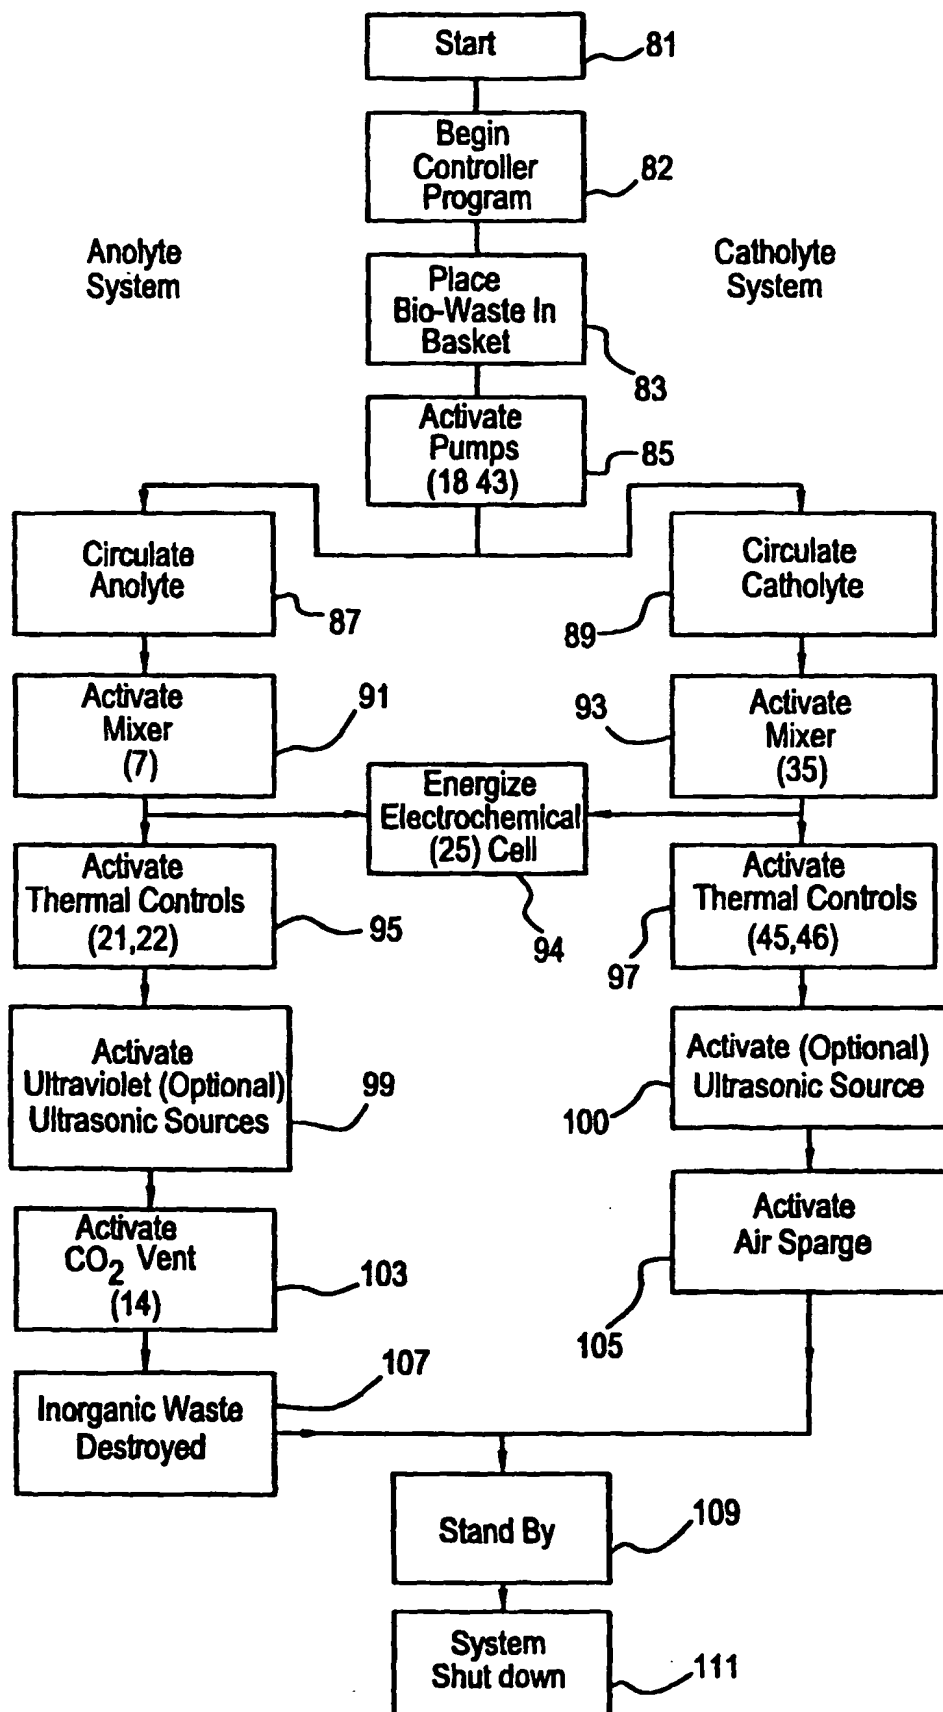 Start
81
Begin
Controller
Program
82
Anolyte
System
Catholyte
System
Place
Bio-Waste In
Basket
83
Activate
Pumps
(18 43)
85
Circulate
Anolyte
87
Circulate
Catholyte
89
Activate
Mixer
(7)
91
Activate
Mixer
(35)
93
Energize
Electrochemical
(25) Cell
94
Activate
Thermal Controls
(21,22)
95
Activate
Thermal Controls
(45,46)
97
Activate
Ultraviolet (Optional)
Ultrasonic Sources
99
Activate (Optional)
Ultrasonic Source
100
Activate
CO2 Vent
(14)
103
Activate
Air Sparge
105
Inorganic Waste
Destroyed
107
Stand By
109
System
Shut down
111